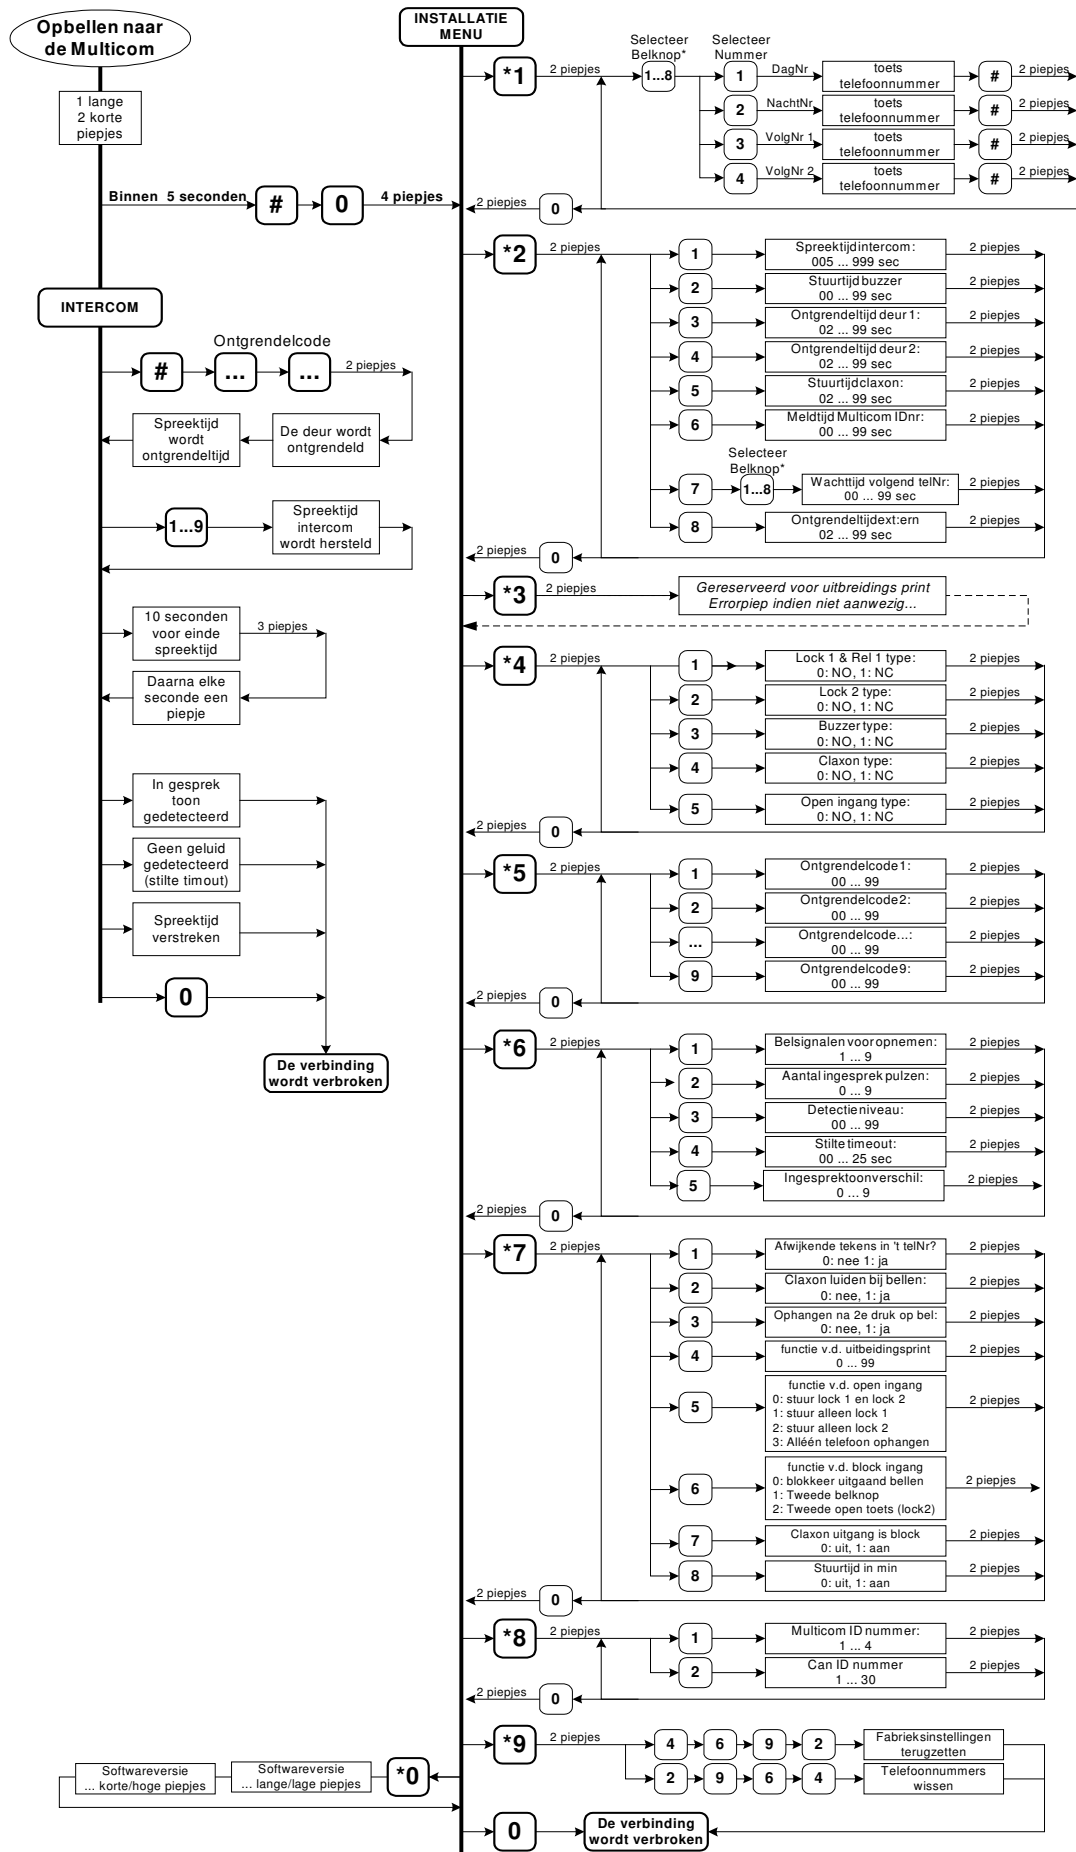 Opbellen naar
de Multicom
1 lange
2 korte
piepjes
Binnen 5 seconden
#
0
4 piepjes
INTERCOM
Ontgrendelcode
#
...
...
2 piepjes
Spreektijd
wordt
ontgrendeltijd
De deur wordt
ontgrendeld
1...9
Spreektijd
intercom
wordt hersteld
10 seconden
voor einde
spreektijd
3 piepjes
Daarna elke
seconde een
piepje
In gesprek
toon
gedetecteerd
Geen geluid
gedetecteerd
(stilte timout)
Spreektijd
verstreken
0
De verbinding
wordt verbroken
INSTALLATIE
MENU
*1
2 piepjes
Selecteer
Belknop*
1...8
Selecteer
Nummer
1
DagNr
toets
telefoonnummer
#
2 piepjes
2
NachtNr
toets
telefoonnummer
#
2 piepjes
3
VolgNr 1
toets
telefoonnummer
#
2 piepjes
4
VolgNr 2
toets
telefoonnummer
#
2 piepjes
2 piepjes
0
*2
2 piepjes
1
Spreektijd intercom:
005 ... 999 sec
2 piepjes
2
Stuurtijd buzzer
00 ... 99 sec
2 piepjes
3
Ontgrendeltijd deur 1:
02 ... 99 sec
2 piepjes
4
Ontgrendeltijd deur 2:
02 ... 99 sec
2 piepjes
5
Stuurtijd claxon:
02 ... 99 sec
2 piepjes
6
Meldtijd Multicom IDnr:
00 ... 99 sec
2 piepjes
Selecteer
Belknop*
7
1...8
Wachttijd volgend telNr:
00 ... 99 sec
2 piepjes
8
Ontgrendeltijdext:ern
02 ... 99 sec
2 piepjes
2 piepjes
0
*3
2 piepjes
Gereserveerd voor uitbreidings print
Errorpiep indien niet aanwezig...
*4
2 piepjes
1
Lock 1 & Rel 1 type:
0: NO, 1: NC
2 piepjes
2
Lock 2 type:
0: NO, 1: NC
2 piepjes
3
Buzzer type:
0: NO, 1: NC
2 piepjes
4
Claxon type:
0: NO, 1: NC
2 piepjes
5
Open ingang type:
0: NO, 1: NC
2 piepjes
2 piepjes
0
*5
2 piepjes
1
Ontgrendelcode1:
00 ... 99
2 piepjes
2
Ontgrendelcode2:
00 ... 99
2 piepjes
...
Ontgrendelcode...:
00 ... 99
2 piepjes
9
Ontgrendelcode9:
00 ... 99
2 piepjes
2 piepjes
0
*6
2 piepjes
1
Belsignalen voor opnemen:
1 ... 9
2 piepjes
2
Aantal ingesprek pulzen:
0 ... 9
2 piepjes
3
Detectieniveau:
00 ... 99
2 piepjes
4
Stilte timeout:
00 ... 25 sec
2 piepjes
5
Ingesprektoonverschil:
0 ... 9
2 piepjes
2 piepjes
0
*7
2 piepjes
1
Afwijkende tekens in 't telNr?
0: nee 1: ja
2 piepjes
2
Claxon luiden bij bellen:
0: nee, 1: ja
2 piepjes
3
Ophangen na 2e druk op bel:
0: nee, 1: ja
2 piepjes
4
functie v.d. uitbeidingsprint
0 ... 99
2 piepjes
5
functie v.d. open ingang
0: stuur lock 1 en lock 2
1: stuur alleen lock 1
2: stuur alleen lock 2
3: Alléén telefoon ophangen
2 piepjes
6
functie v.d. block ingang
0: blokkeer uitgaand bellen
1: Tweede belknop
2: Tweede open toets (lock2)
2 piepjes
7
Claxon uitgang is block
0: uit, 1: aan
2 piepjes
8
Stuurtijd in min
0: uit, 1: aan
2 piepjes
2 piepjes
0
*8
2 piepjes
1
Multicom ID nummer:
1 ... 4
2 piepjes
2
Can ID nummer
1 ... 30
2 piepjes
2 piepjes
0
*9
2 piepjes
4
6
9
2
Fabrieksinstellingen
terugzetten
2
9
6
4
Telefoonnummers
wissen
Softwareversie
... korte/hoge piepjes
Softwareversie
... lange/lage piepjes
*0
0
De verbinding
wordt verbroken